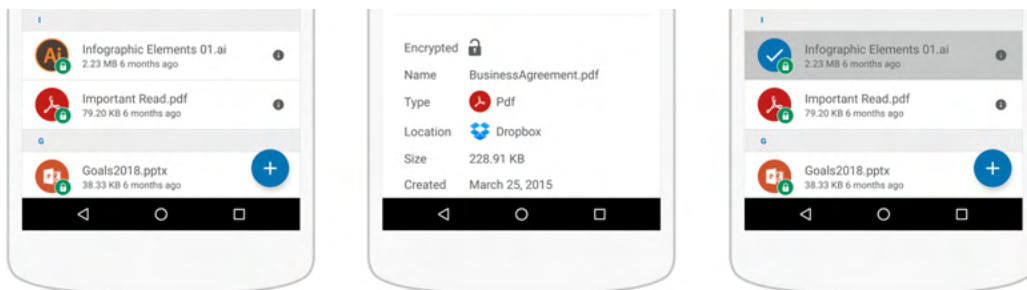 I
Ai
Infographic Elements 01.ai
2.23 MB 6 months ago
Important Read.pdf
79.20 KB 6 months ago
G
Goals2018.pptx
38.33 KB 6 months ago
Encrypted
Name BusinessAgreement.pdf
Type Pdf
Location Dropbox
Size 228.91 KB
Created March 25, 2015
I
Infographic Elements 01.ai
2.23 MB 6 months ago
Important Read.pdf
79.20 KB 6 months ago
G
Goals2018.pptx
38.33 KB 6 months ago